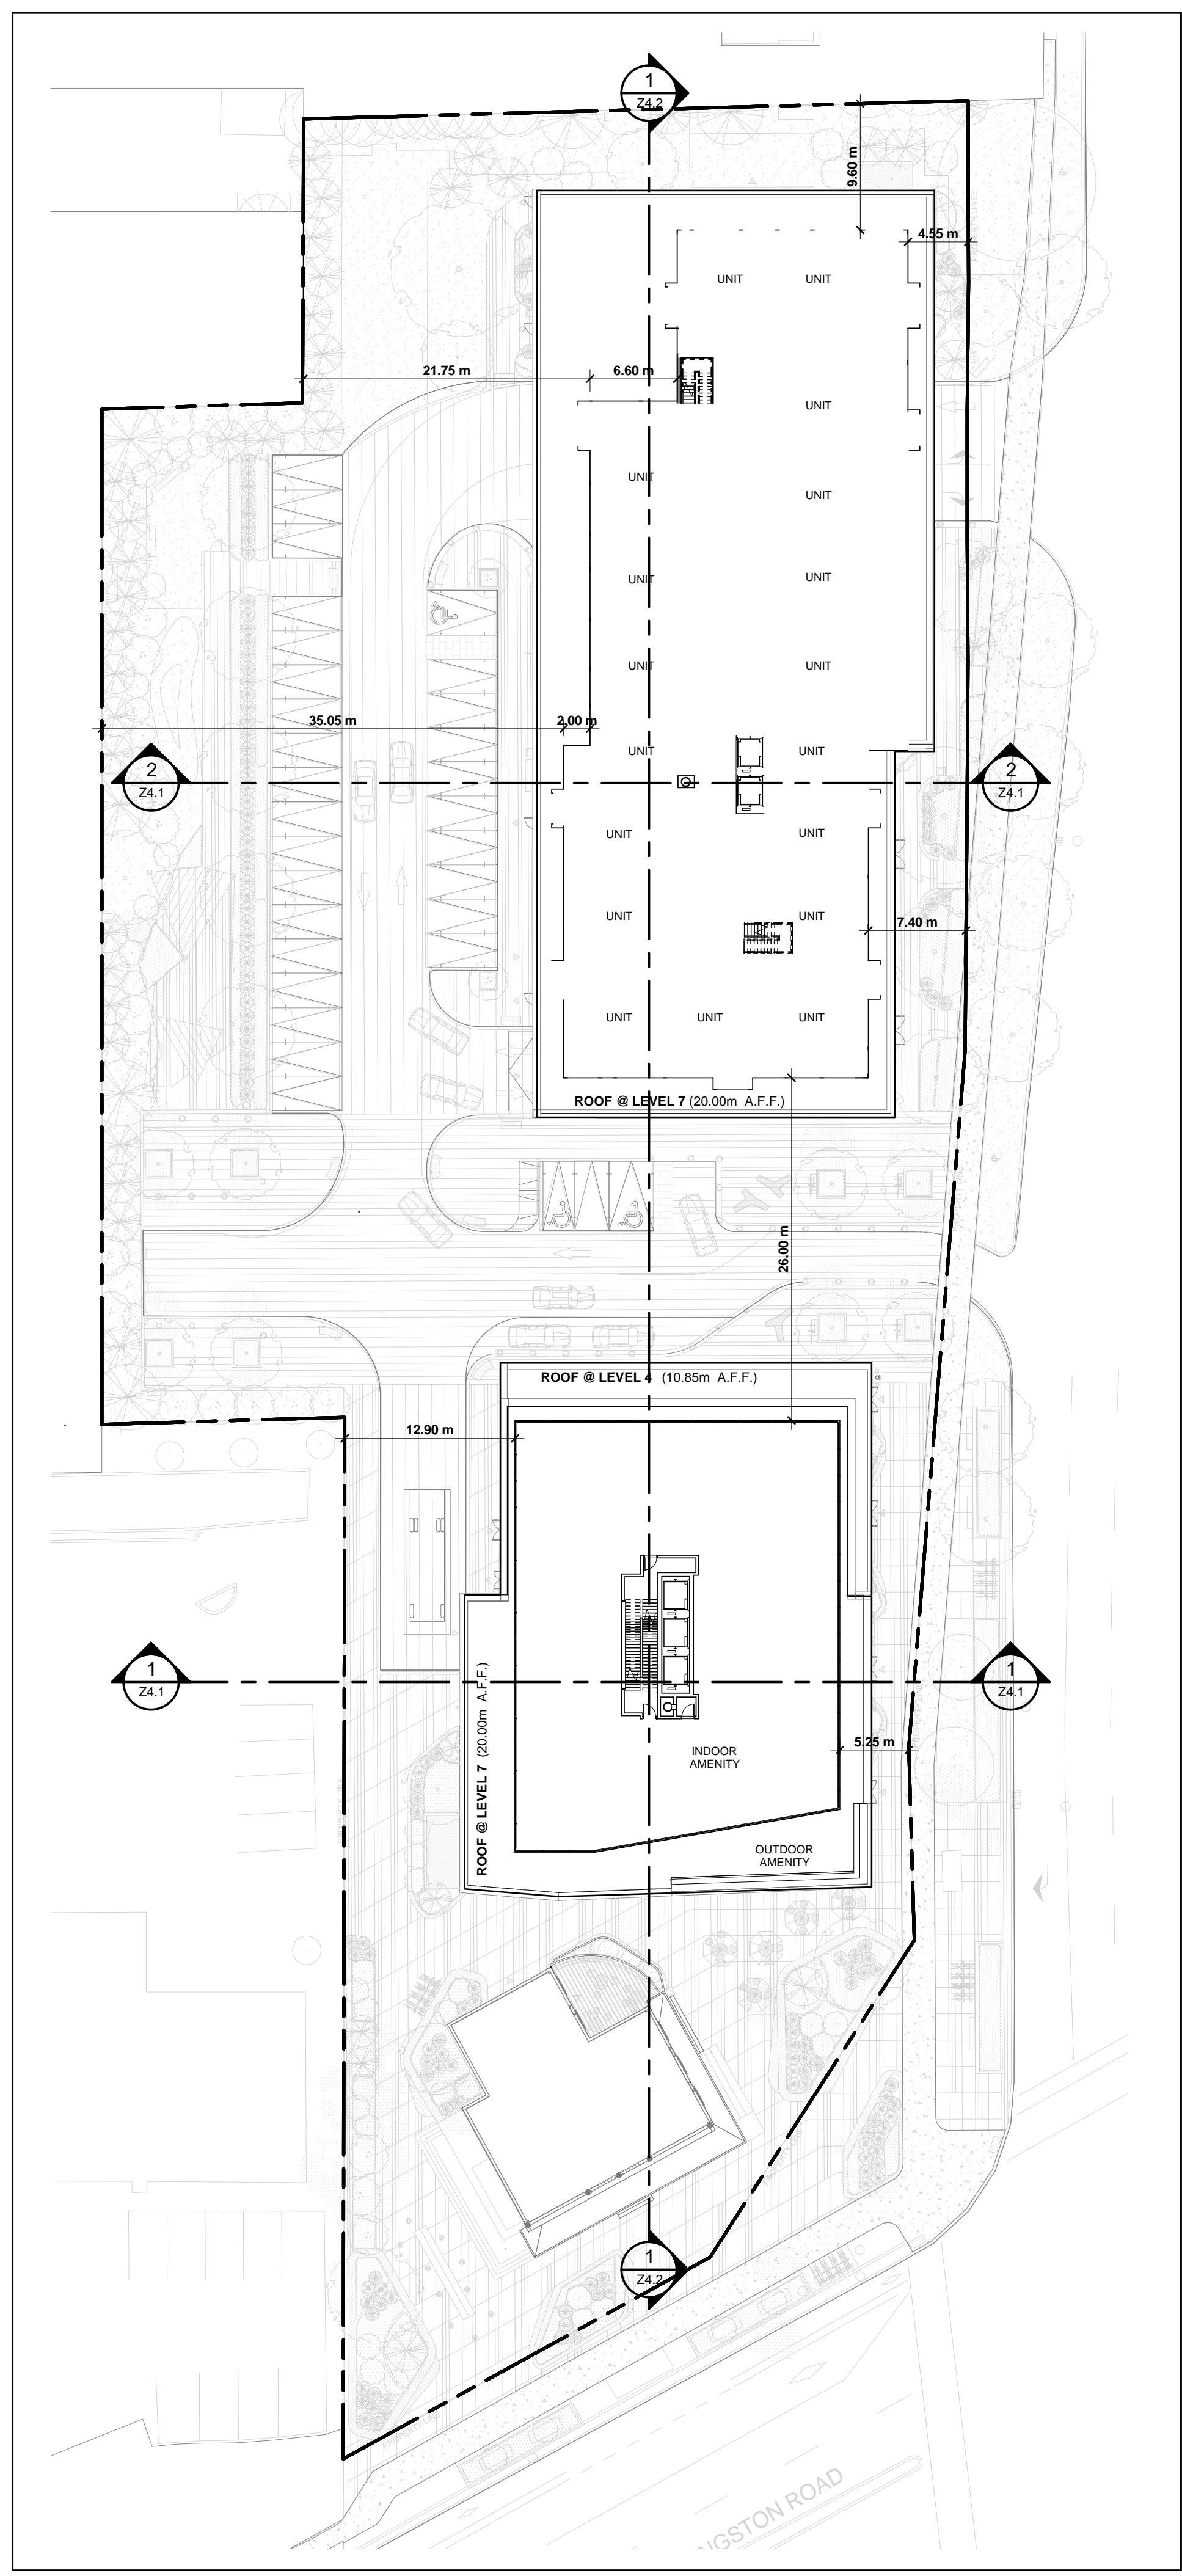 1
Z4.2
9.60 m
4.55 m
UNIT UNIT
21.75 m 6.60 m
UNIT
UNIT
UNIT
UNIT UNIT
UNIT UNIT
35.05 m 2.00 m
UNIT UNIT
2
Z4.1
2
Z4.1
UNIT UNIT
UNIT UNIT
7.40 m
UNIT UNIT UNIT
ROOF @ LEVEL 7 (20.00m A.F.F.)
26.00 m
ROOF @ LEVEL 4 (10.85m A.F.F.)
12.90 m
1
Z4.1
1
Z4.1
ROOF @ LEVEL 7 (20.00m A.F.F.)
INDOOR
AMENITY
5.25 m
OUTDOOR
AMENITY
1
Z4.2
NGSTON ROAD